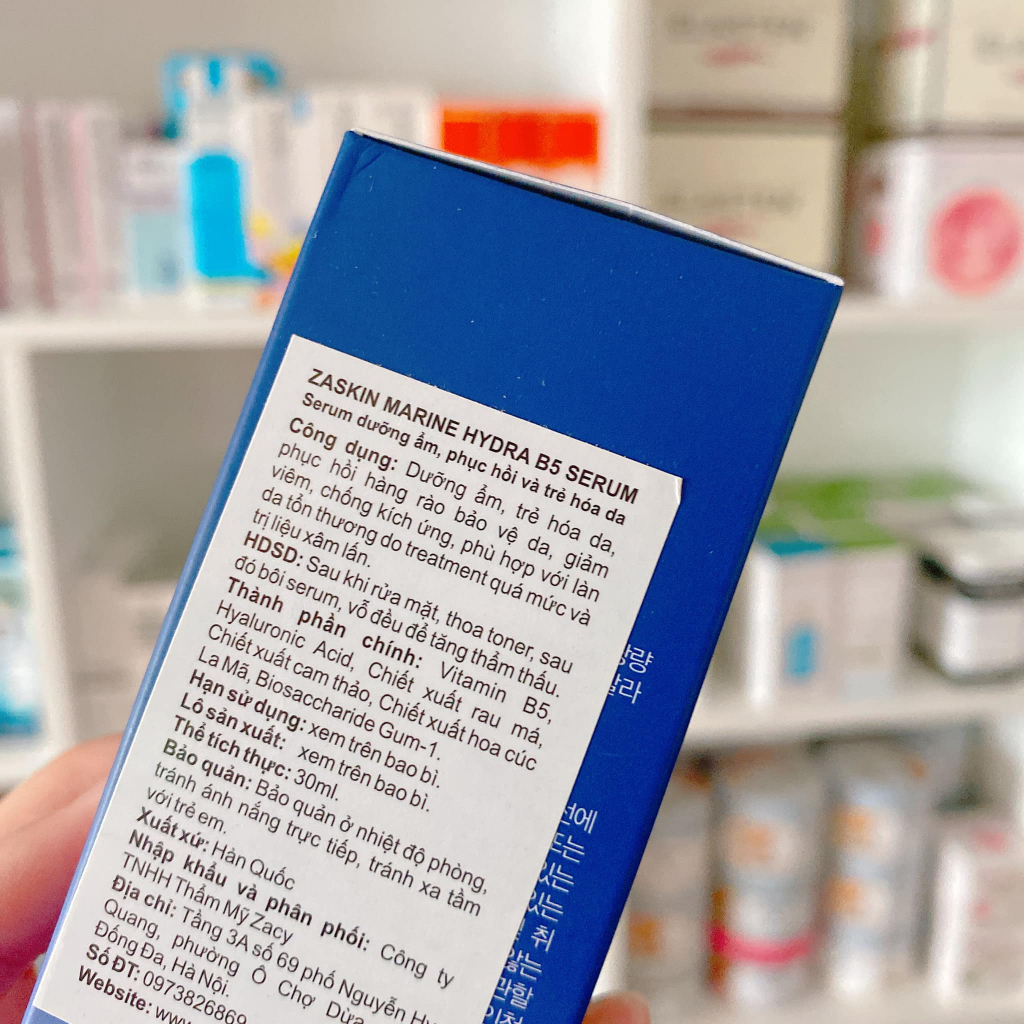 ZASKIN MARINE HYDRA B5 SERUM
Serum dưỡng ẩm, phục hồi và trẻ hóa da
Công dụng: Dưỡng ẩm, trẻ hóa da,
phục hồi hàng rào bảo vệ da, giảm
viêm, chống kích ứng, phù hợp với làn
da tổn thương do treatment quá mức và
trị liệu xâm lấn.
HDSD: Sau khi rửa mặt, thoa toner, sau
đó bôi serum, vỗ đều để tăng thẩm thấu.
Thành phần chính: Vitamin B5,
Hyaluronic Acid, Chiết xuất rau má,
Chiết xuất cam thảo, Chiết xuất hoa cúc
La Mã, Biosaccharide Gum-1.
Hạn sử dụng: xem trên bao bì.
Lô sản xuất: xem trên bao bì.
Thể tích thực: 30ml.
Bảo quản: Bảo quản ở nhiệt độ phòng,
tránh ánh nắng trực tiếp, tránh xa tầm
với trẻ em.
Xuất xứ: Hàn Quốc
Nhập khẩu và phân phối: Công ty
TNHH Thẩm Mỹ Zacy
Địa chỉ: Tầng 3A số 69 phố Nguyễn
Quang, phường Ô Chợ Dừa
Đống Đa, Hà Nội.
Số ĐT: 0973826869
Website: www.
취